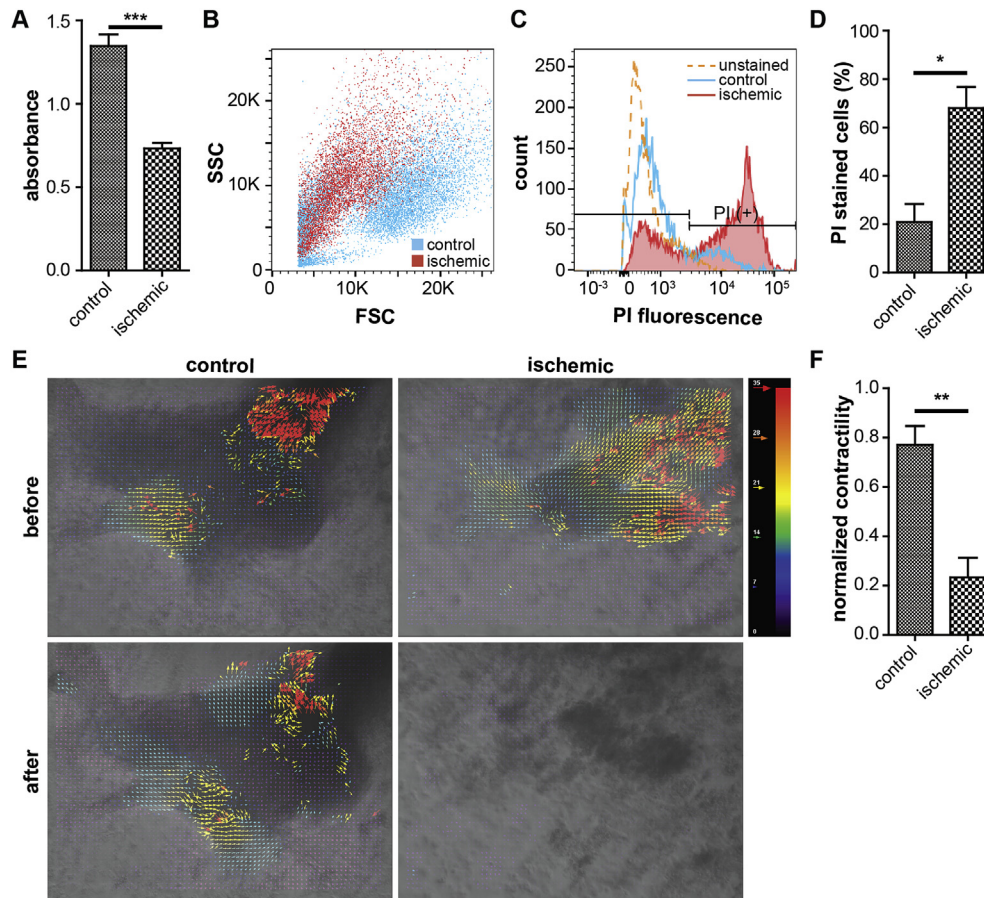 A
***
absorbance
1.5
1.0
0.5
0.0
control
ischemic
B
SSC
20K
10K
0
10K
20K
FSC
control
ischemic
C
count
250
200
150
100
50
0
unstained
control
ischemic
PI (+)
-10⁻³
0
10³
10⁴
10⁵
PI fluorescence
D
*
PI stained cells (%)
100
80
60
40
20
0
control
ischemic
E
control
ischemic
before
after
35
28
21
14
7
0
F
**
normalized contractility
1.0
0.8
0.6
0.4
0.2
0.0
control
ischemic